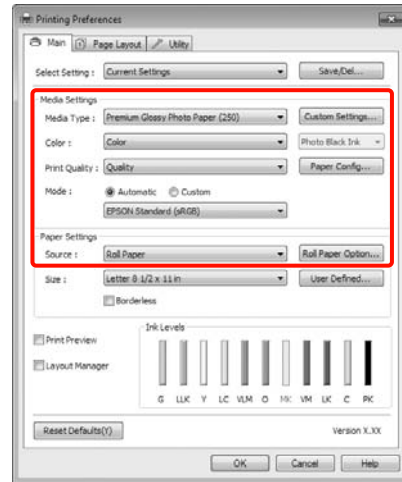 Printing Preferences
Main Page Layout Utility
Select Setting : Current Settings Save/Del...
Media Settings
Media Type : Premium Glossy Photo Paper (250) Custom Settings...
Color : Color Photo Black Ink
Print Quality : Quality Paper Config...
Mode : Automatic Custom
EPSON Standard (sRGB)
Paper Settings
Source : Roll Paper Roll Paper Option...
Size : Letter 8 1/2 x 11 in User Defined...
Borderless
Ink Levels
Print Preview
Layout Manager
G LLK Y LC VLM O MK VM LK C PK
Reset Defaults(Y) Version X.XX
OK Cancel Help